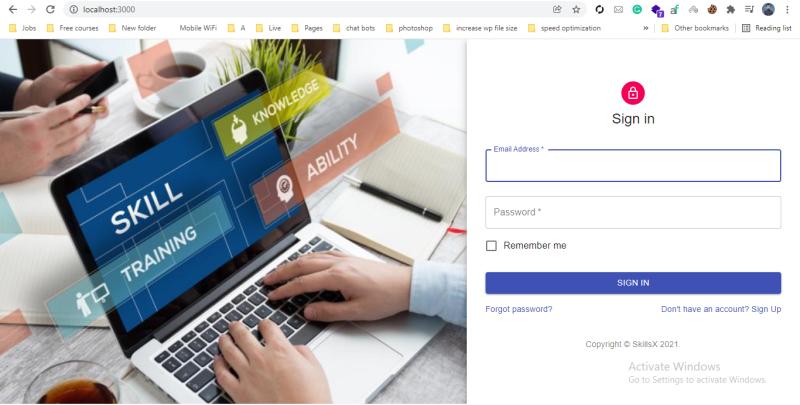 localhost:3000
Jobs Free courses New folder Mobile WiFi A Live Pages chat bots photoshop increase wp file size speed optimization » Other bookmarks Reading list
KNOWLEDGE
ABILITY
SKILL
TRAINING
Sign in
Email Address *
Password *
Remember me
SIGN IN
Forgot password? Don't have an account? Sign Up
Copyright © SkillsX 2021.
Activate Windows
Go to Settings to activate Windows.